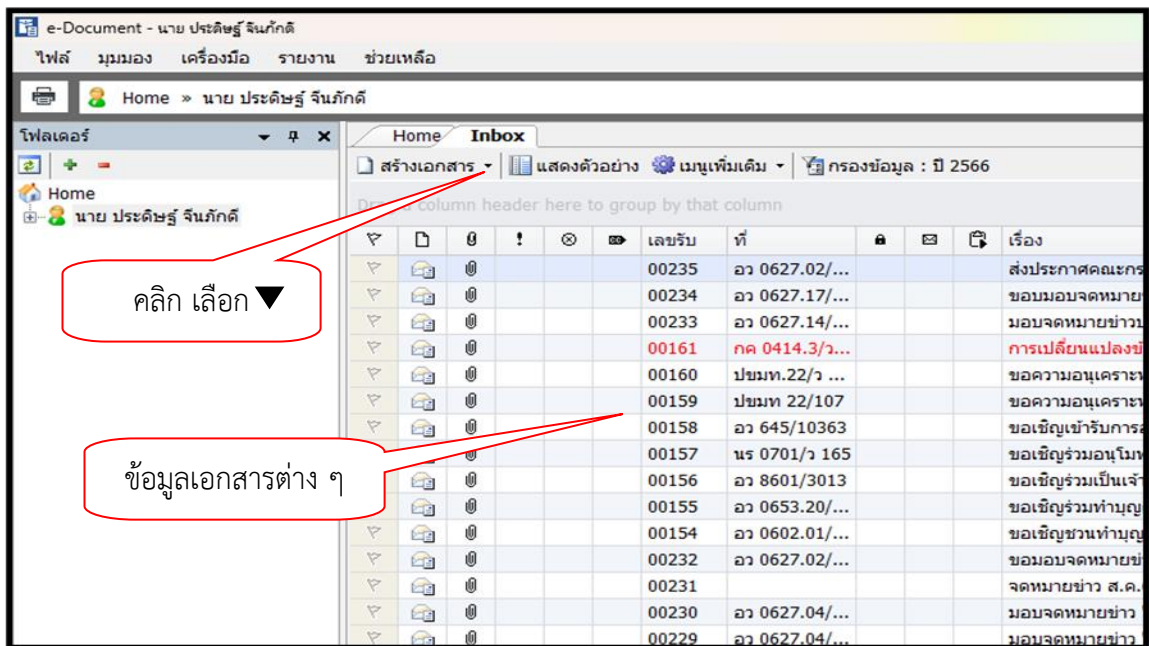 e-Document - นาย ประดิษฐ์ จีนภักดี
ไฟล์ มุมมอง เครื่องมือ รายงาน ช่วยเหลือ
Home » นาย ประดิษฐ์ จีนภักดี
โฟลเดอร์
Home
นาย ประดิษฐ์ จีนภักดี
Home Inbox
สร้างเอกสาร แสดงตัวอย่าง เมนูเพิ่มเติม กรองข้อมูล : ปี 2566
column header here to group by that column
เลขรับ ที่ เรื่อง
00235 อว 0627.02/... ส่งประกาศคณะกร
00234 อว 0627.17/... ขอบมอบจดหมาย
00233 อว 0627.14/... มอบจดหมายข่าวป
00161 กค 0414.3/ว... การเปลี่ยนแปลงข้
00160 ปขมท.22/ว ... ขอความอนุเคราะห
00159 ปขมท 22/107 ขอความอนุเคราะห
00158 อว 645/10363 ขอเชิญเข้ารับการอ
00157 นร 0701/ว 165 ขอเชิญร่วมอนุโมท
00156 อว 8601/3013 ขอเชิญร่วมเป็นเจ้า
00155 อว 0653.20/... ขอเชิญร่วมทำบุญ
00154 อว 0602.01/... ขอเชิญชวนทำบุญ
00232 อว 0627.02/... ขอมอบจดหมายข่
00231 จดหมายข่าว ส.ค.
00230 อว 0627.04/... มอบจดหมายข่าว
00229 อว 0627.04/... มอบจดหมายข่าว
คลิก เลือก ▼
ข้อมูลเอกสารต่าง ๆ